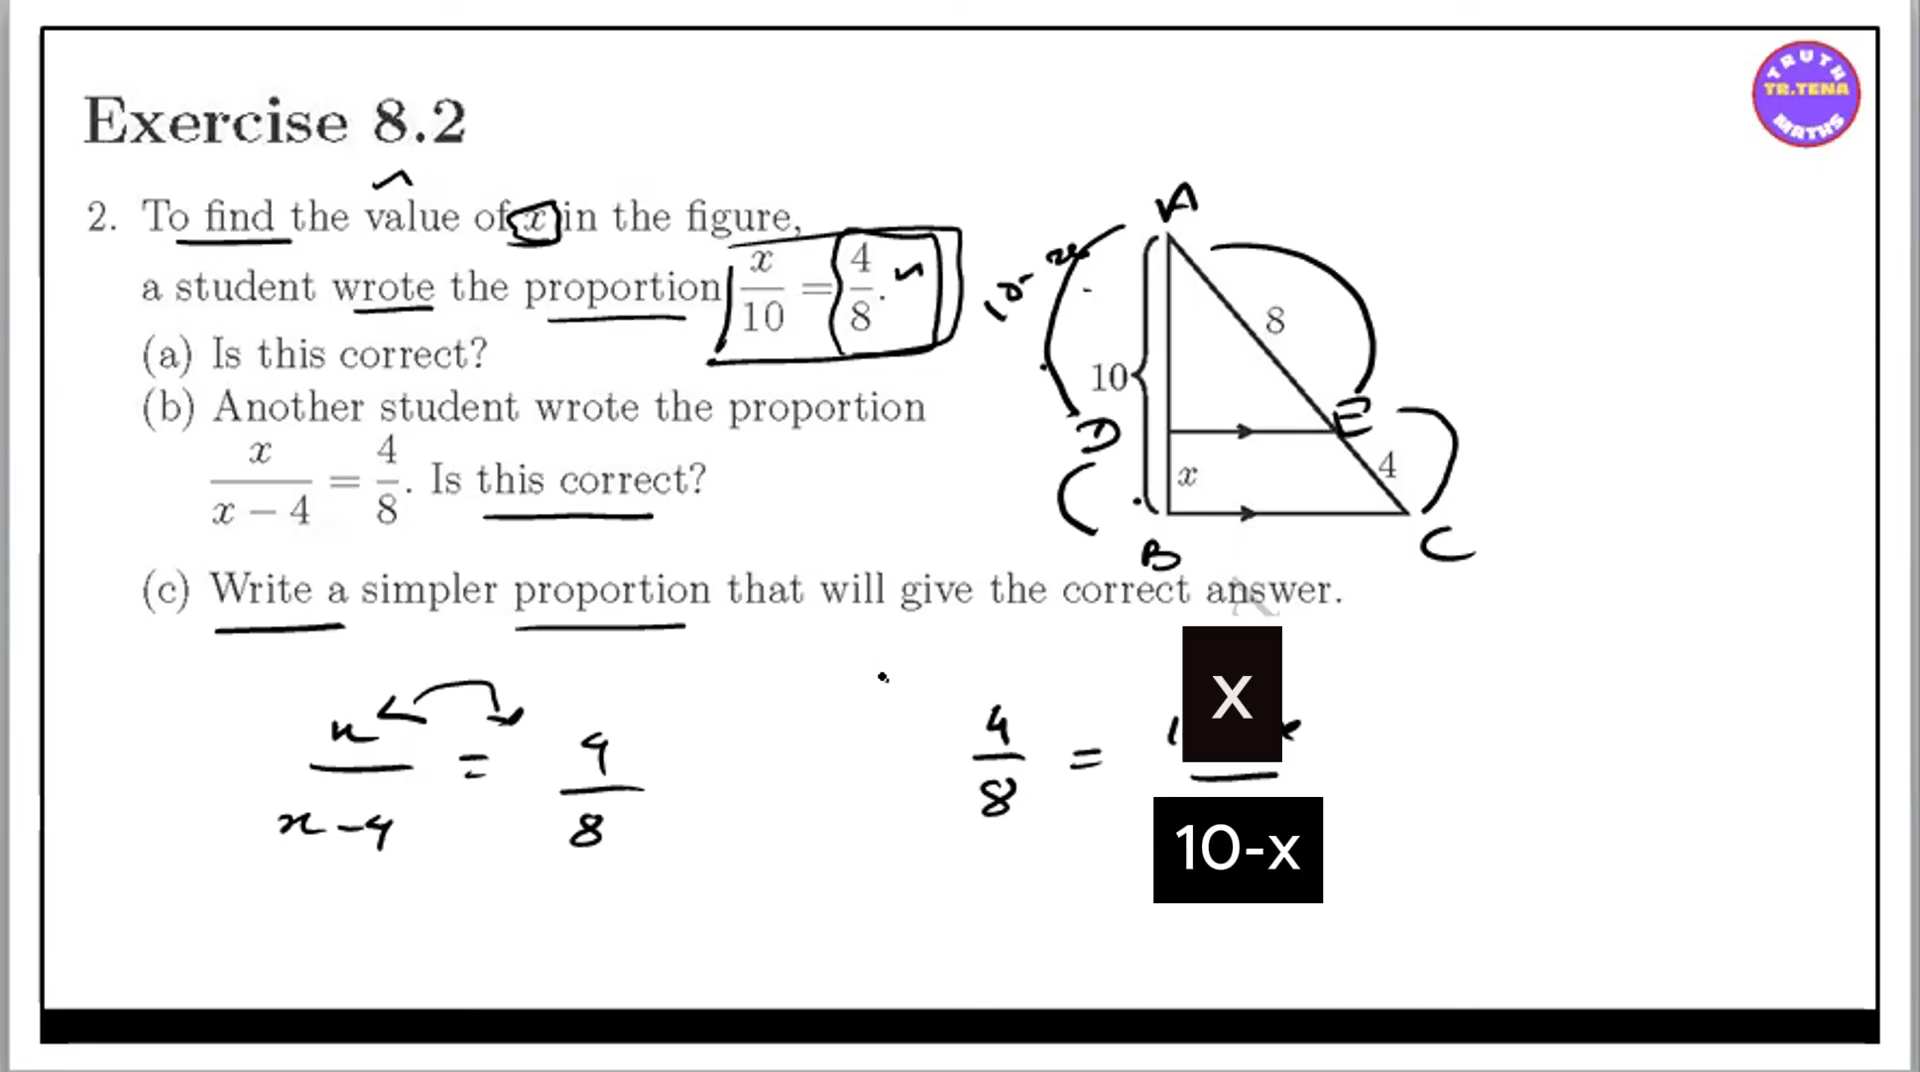 TRUTH
TR.TENA
MATHS
Exercise 8.2
2. To find the value of x in the figure,
a student wrote the proportion x/10 = 4/8.
(a) Is this correct?
(b) Another student wrote the proportion
x/(x − 4) = 4/8. Is this correct?
(c) Write a simpler proportion that will give the correct answer.
A
10-x
8
10
D
E
x
4
B
C
x/(x-4) = 4/8
4/8 =
x
10-x